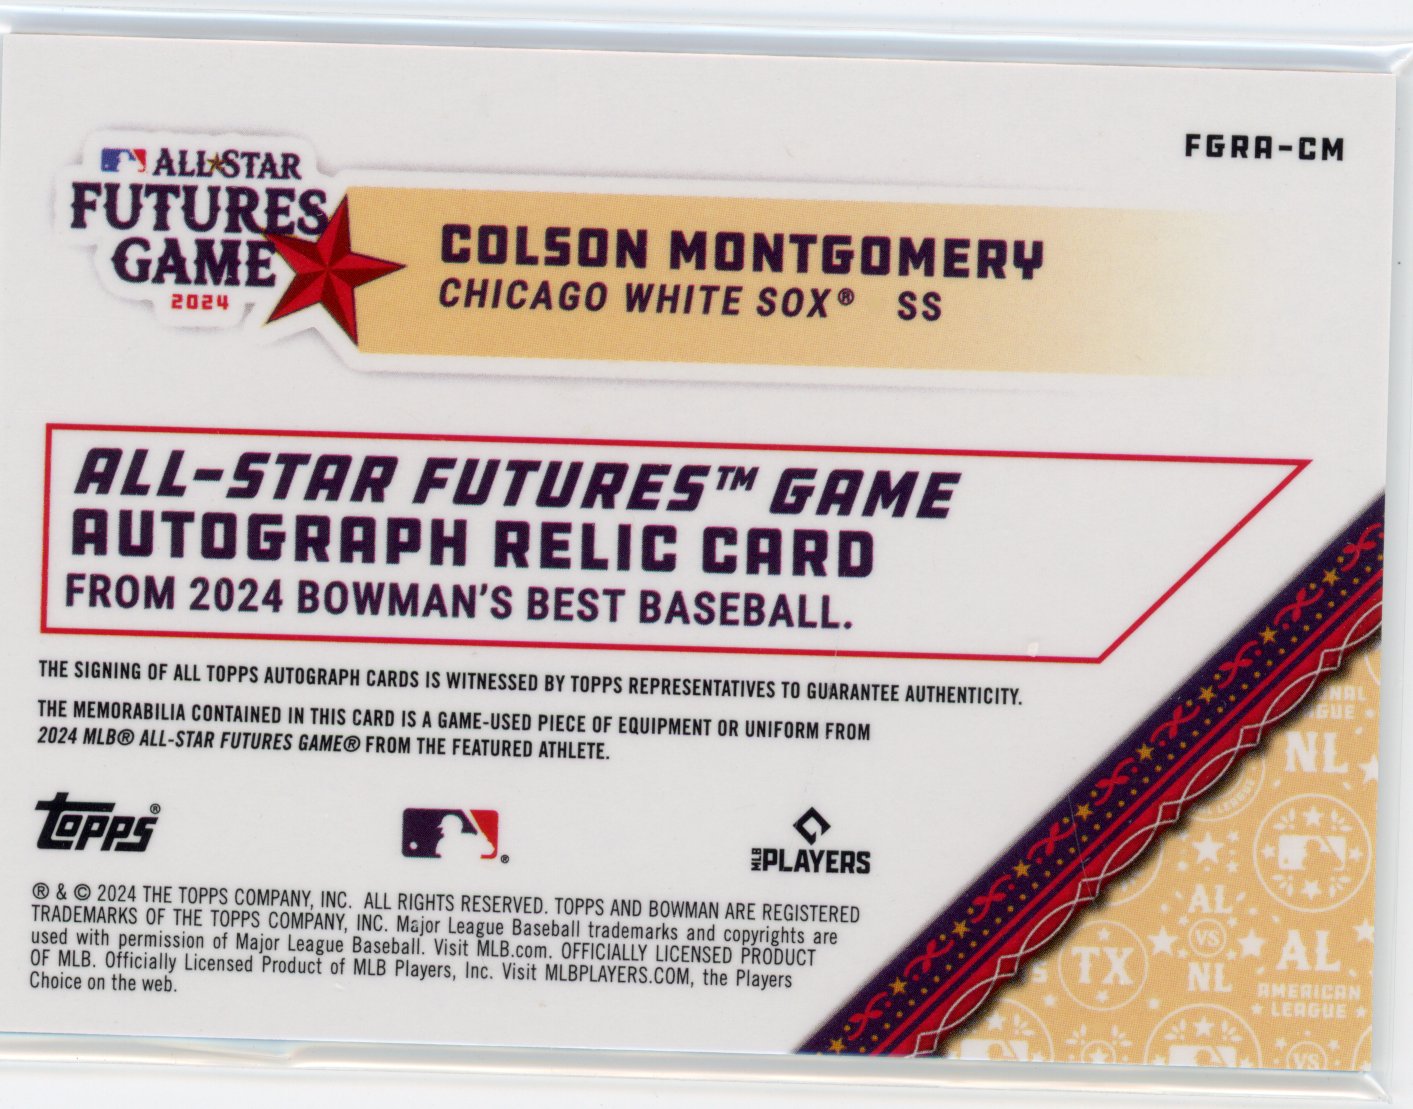 FGRA-CM
ALL★STAR
FUTURES
GAME
2024
COLSON MONTGOMERY
CHICAGO WHITE SOX® SS
ALL-STAR FUTURES™ GAME
AUTOGRAPH RELIC CARD
FROM 2024 BOWMAN'S BEST BASEBALL.
THE SIGNING OF ALL TOPPS AUTOGRAPH CARDS IS WITNESSED BY TOPPS REPRESENTATIVES TO GUARANTEE AUTHENTICITY.
THE MEMORABILIA CONTAINED IN THIS CARD IS A GAME-USED PIECE OF EQUIPMENT OR UNIFORM FROM
2024 MLB® ALL-STAR FUTURES GAME® FROM THE FEATURED ATHLETE.
Topps®
®
MLB PLAYERS
® & © 2024 THE TOPPS COMPANY, INC. ALL RIGHTS RESERVED. TOPPS AND BOWMAN ARE REGISTERED
TRADEMARKS OF THE TOPPS COMPANY, INC. Major League Baseball trademarks and copyrights are
used with permission of Major League Baseball. Visit MLB.com. OFFICIALLY LICENSED PRODUCT
OF MLB. Officially Licensed Product of MLB Players, Inc. Visit MLBPLAYERS.COM, the Players
Choice on the web.
NL
LEAGUE
AL
VS
NL
TX
AL
AMERICAN
LEAGUE
VS